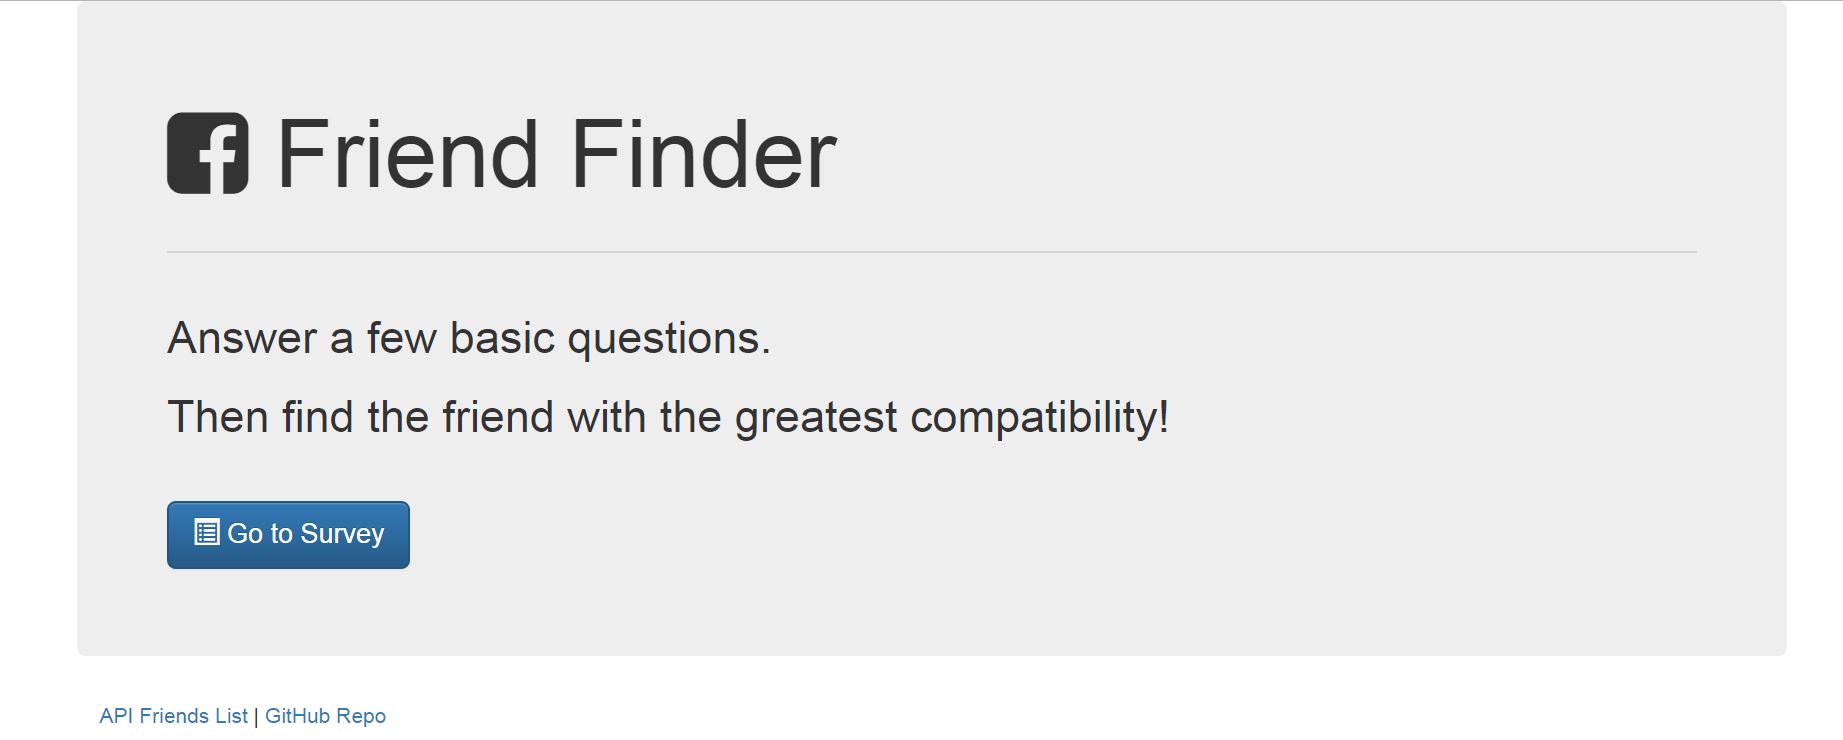 Friend Finder
Answer a few basic questions.
Then find the friend with the greatest compatibility!
Go to Survey
API Friends List | GitHub Repo